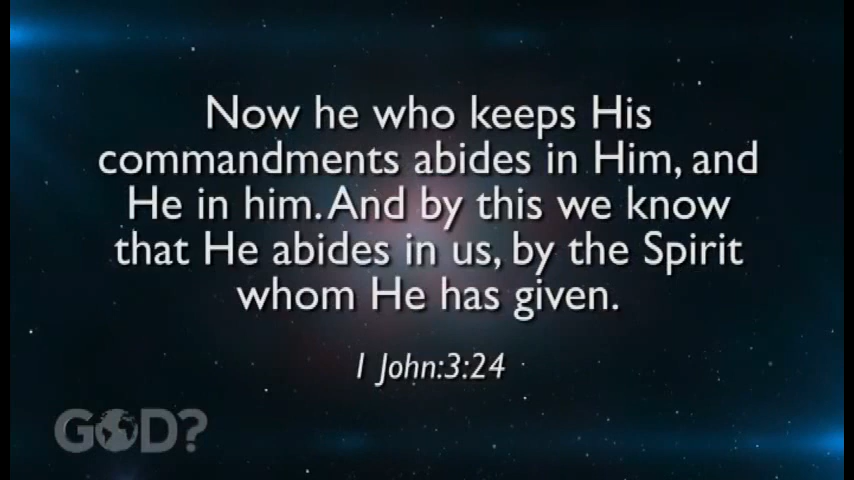 Now he who keeps His
commandments abides in Him, and
He in him. And by this we know
that He abides in us, by the Spirit
whom He has given.
1 John:3:24
GOD?